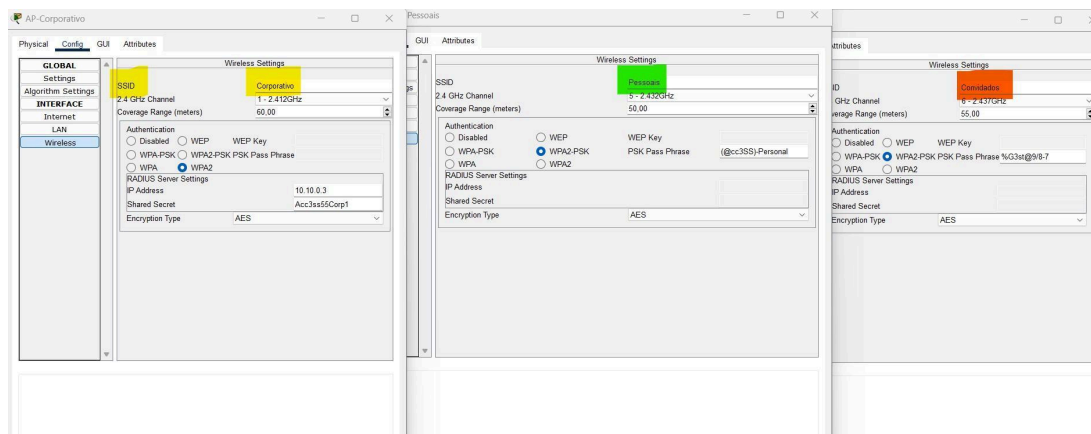 AP-Corporativo
Physical Config GUI Attributes
GLOBAL
Settings
Algorithm Settings
INTERFACE
Internet
LAN
Wireless
Wireless Settings
SSID Corporativo
2.4 GHz Channel 1 - 2.412GHz
Coverage Range (meters) 60,00
Authentication
Disabled WEP WEP Key
WPA-PSK WPA2-PSK PSK Pass Phrase
WPA WPA2
RADIUS Server Settings
IP Address 10.10.0.3
Shared Secret Acc3ss55Corp1
Encryption Type AES
Pessoais
GUI Attributes
gs
Wireless Settings
SSID Pessoais
2.4 GHz Channel 5 - 2.432GHz
Coverage Range (meters) 50,00
Authentication
Disabled WEP WEP Key
WPA-PSK WPA2-PSK PSK Pass Phrase (@cc3SS)-Personal
WPA WPA2
RADIUS Server Settings
IP Address
Shared Secret
Encryption Type AES
ttributes
Wireless Settings
ID Convidados
GHz Channel 6 - 2.437GHz
verage Range (meters) 55,00
Authentication
Disabled WEP WEP Key
WPA-PSK WPA2-PSK PSK Pass Phrase %G3st@9/8-7
WPA WPA2
RADIUS Server Settings
IP Address
Shared Secret
Encryption Type AES